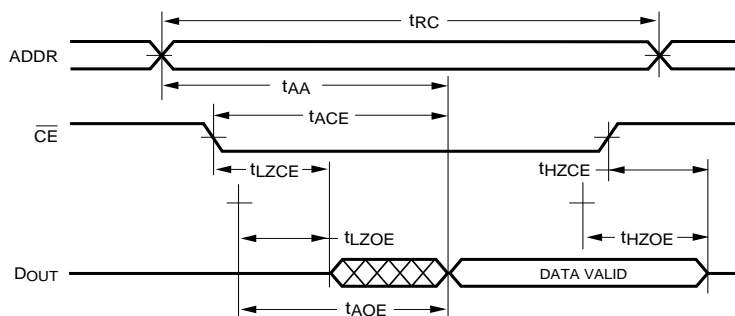 tRC
ADDR
tAA
tACE
CE
tLZCE
tHZCE
tLZOE
tHZOE
DOUT
DATA VALID
tAOE